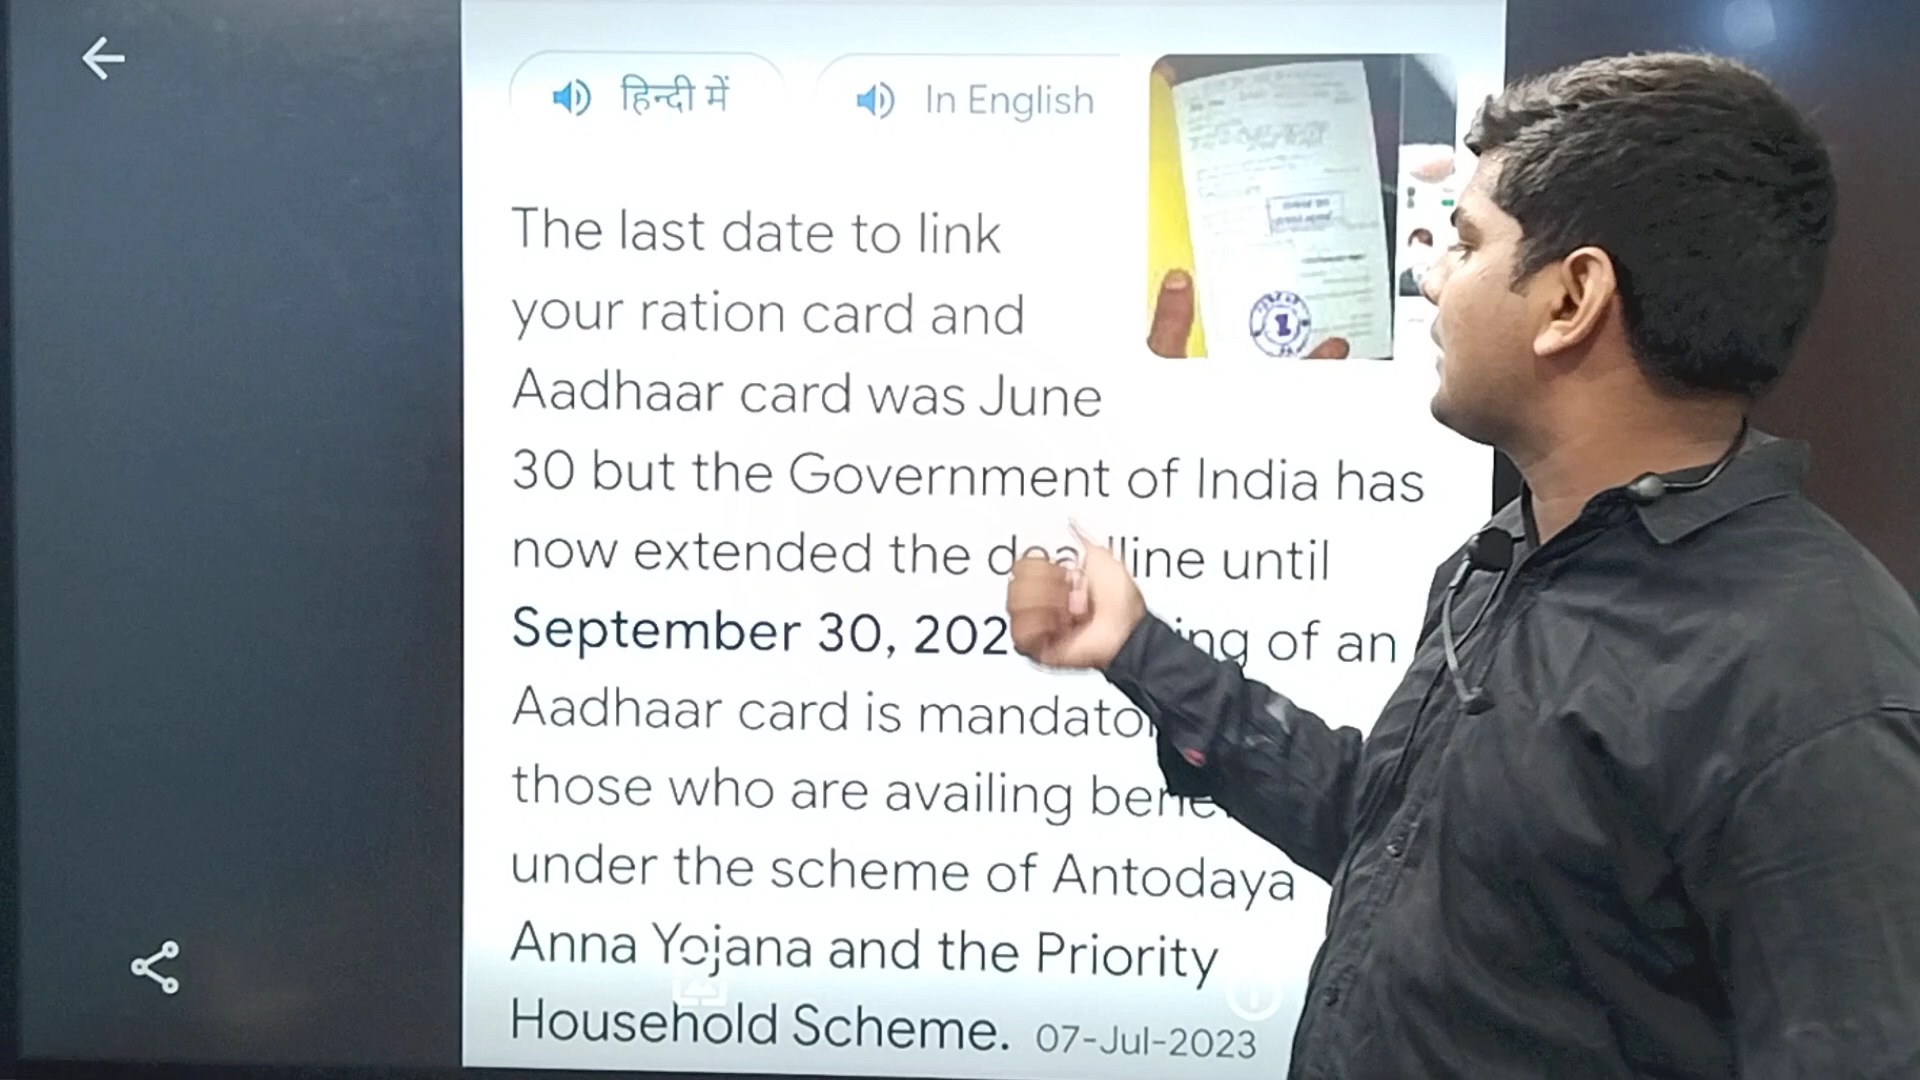 हिन्दी में
In English
The last date to link
your ration card and
Aadhaar card was June
30 but the Government of India has
now extended the deadline until
September 30, of an
Aadhaar card is
those who are availing
under the scheme of Antodaya
Anna Yojana and the Priority
Household Scheme. 07-Jul-2023